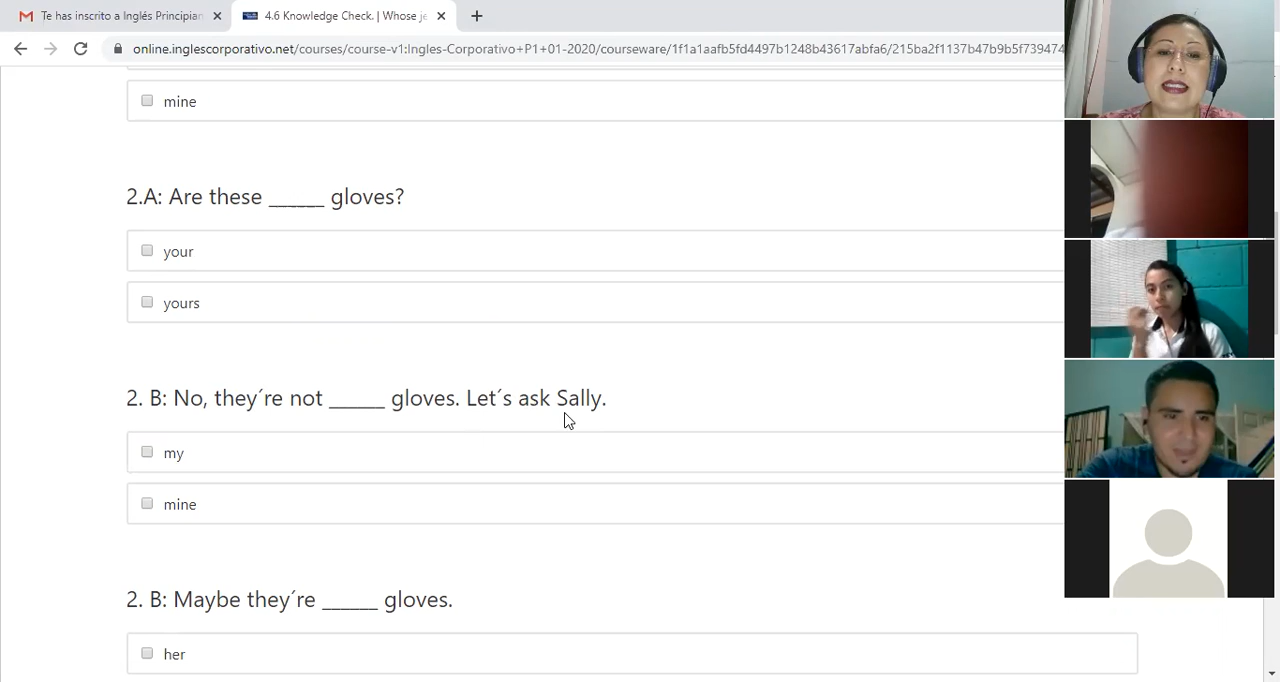 Te has inscrito a Inglés Principian
4.6 Knowledge Check. | Whose je
online.inglescorporativo.net/courses/course-v1:Ingles-Corporativo+P1+01-2020/courseware/1f1a1aafb5fd4497b1248b43617abfa6/215ba2f1137b47b9b5f739474
mine
2.A: Are these ______ gloves?
your
yours
2. B: No, they´re not ______ gloves. Let´s ask Sally.
my
mine
2. B: Maybe they´re ______ gloves.
her